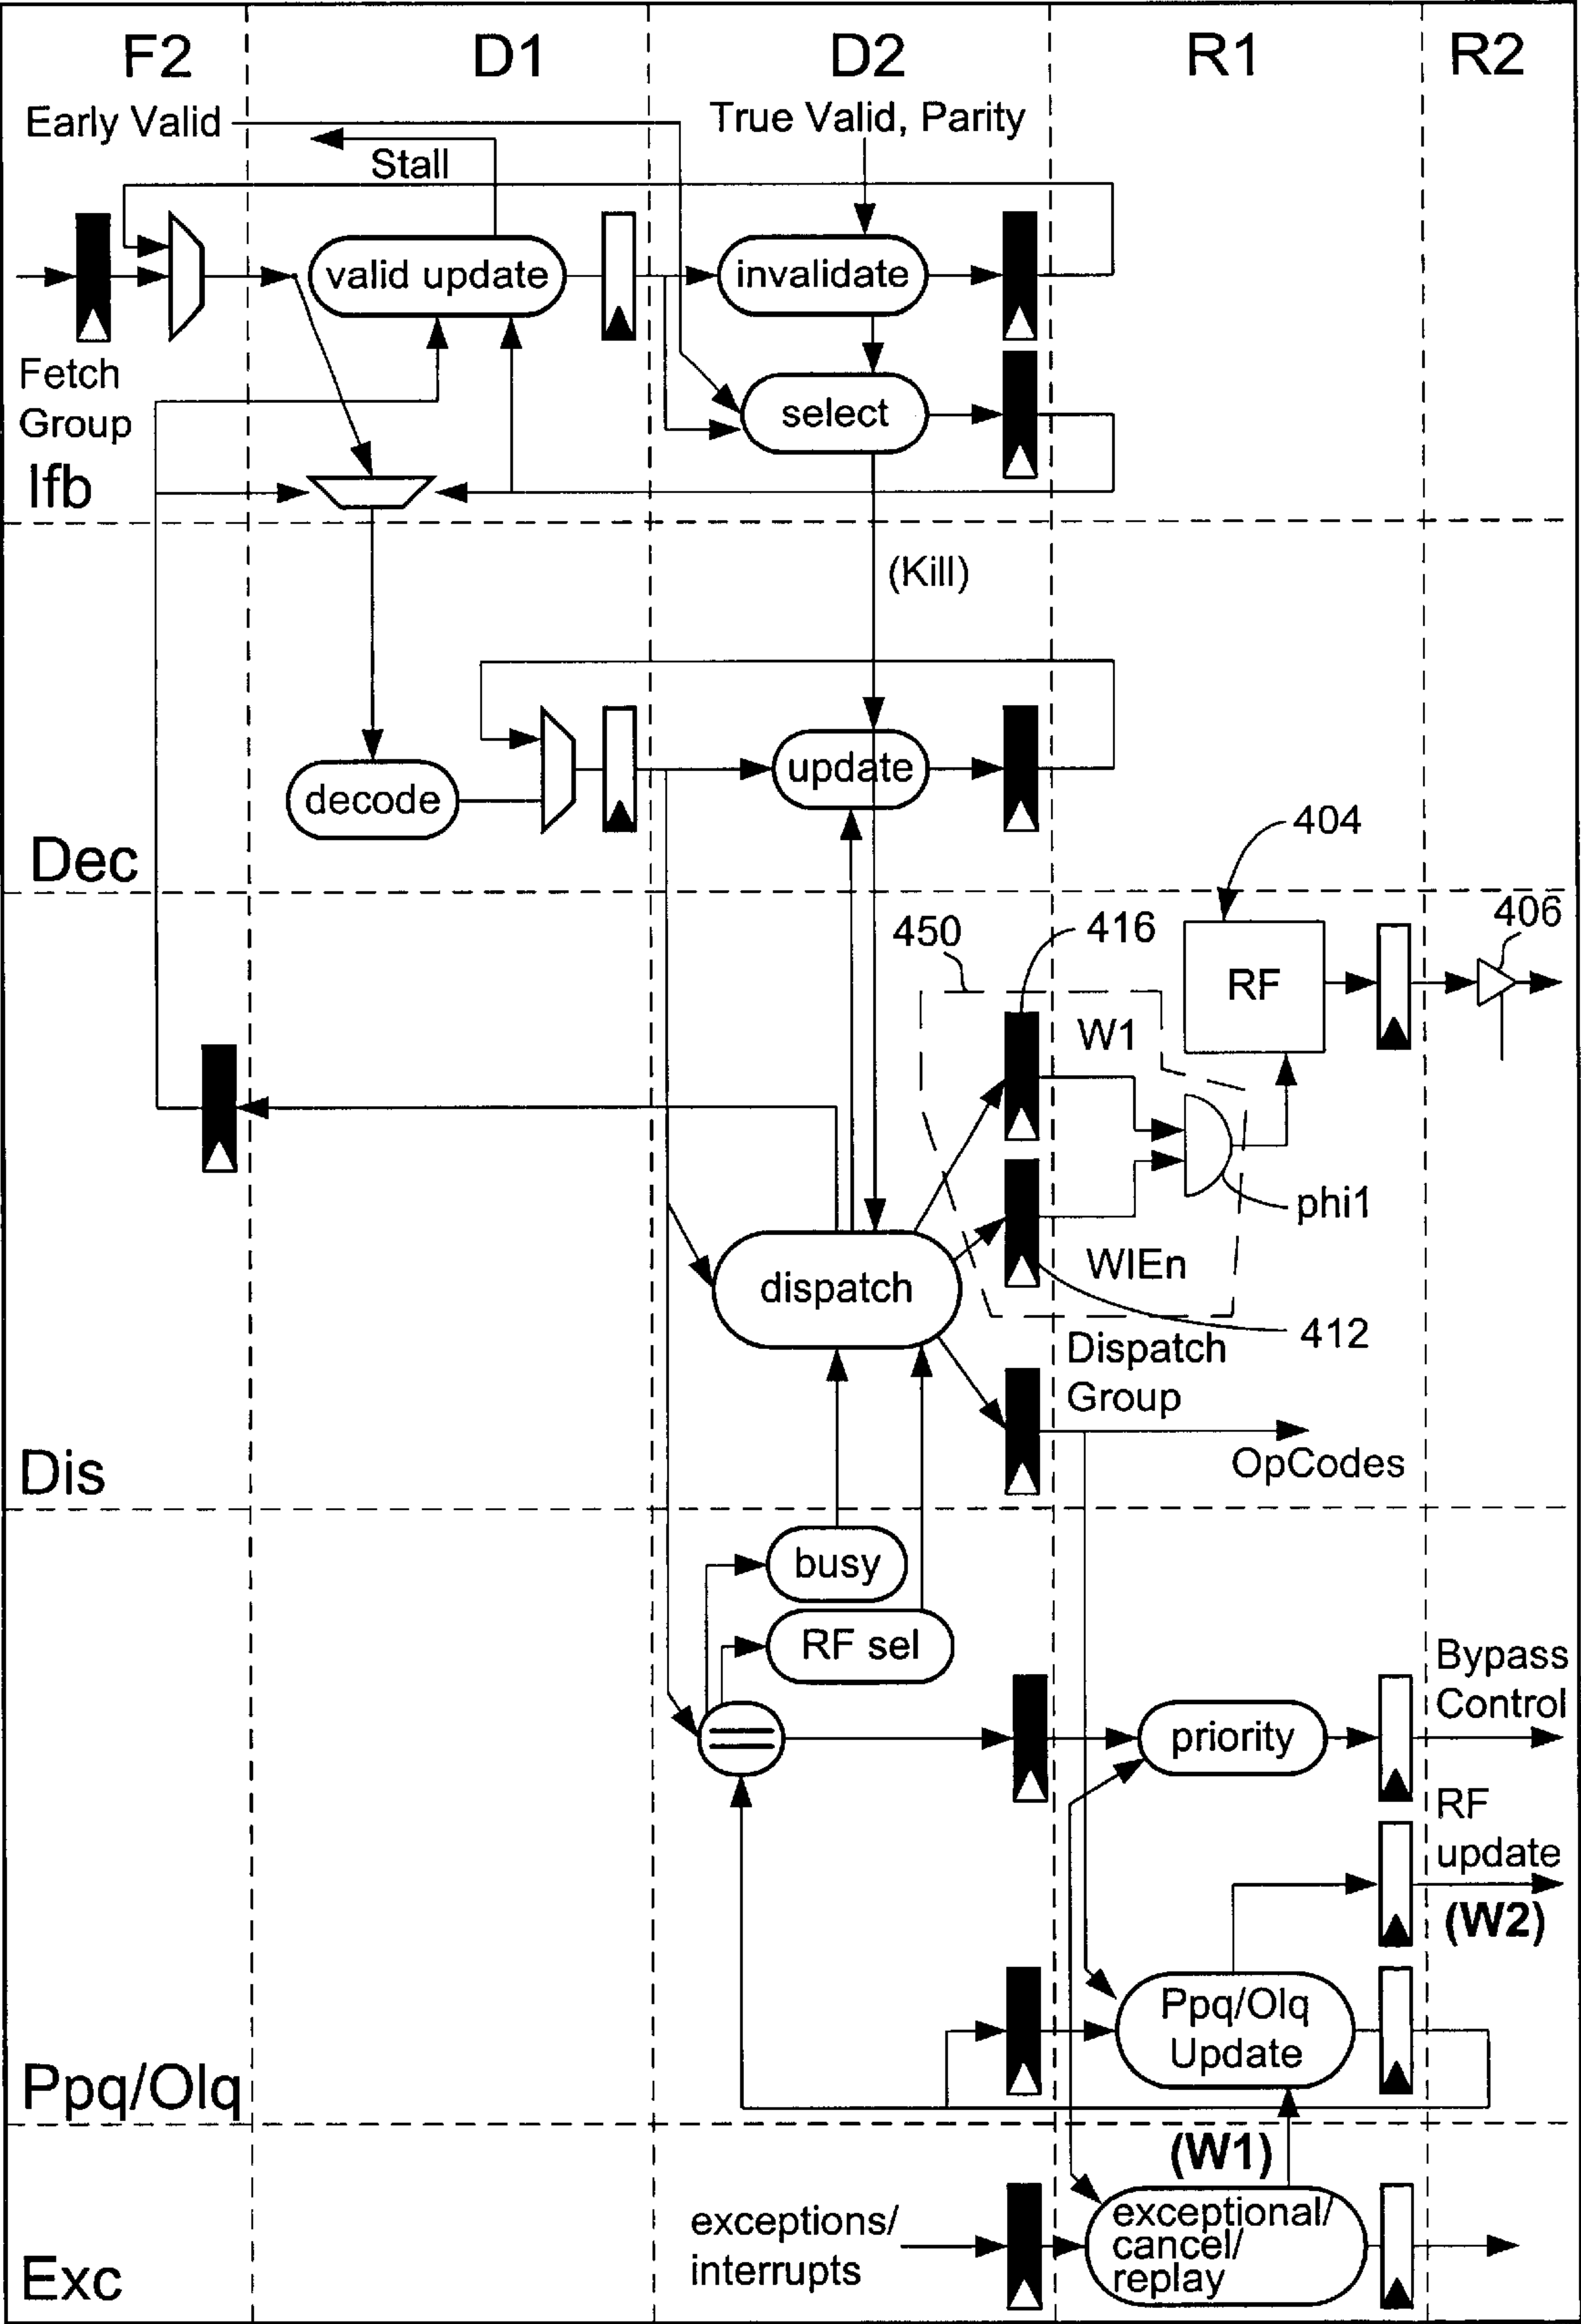 F2 D1 D2 R1 R2
Early Valid
True Valid, Parity
Stall
valid update
invalidate
Fetch
Group
select
Ifb
(Kill)
update
decode
404
Dec
406
450
416
RF
W1
phi1
WIEn
dispatch
412
Dispatch
Group
OpCodes
Dis
busy
RF sel
Bypass
Control
priority
RF
update
(W2)
Ppq/Olq
Update
Ppq/Olq
(W1)
exceptions/
interrupts
exceptional/
cancel/
replay
Exc